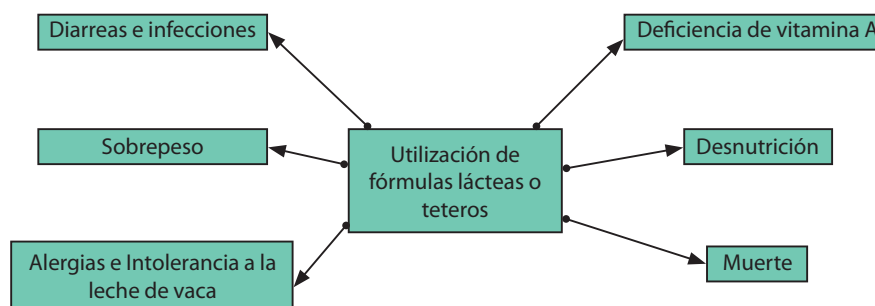 Diarreas e infecciones
Deficiencia de vitamina A
Sobrepeso
Utilización de
fórmulas lácteas o
teteros
Desnutrición
Alergias e Intolerancia a la
leche de vaca
Muerte